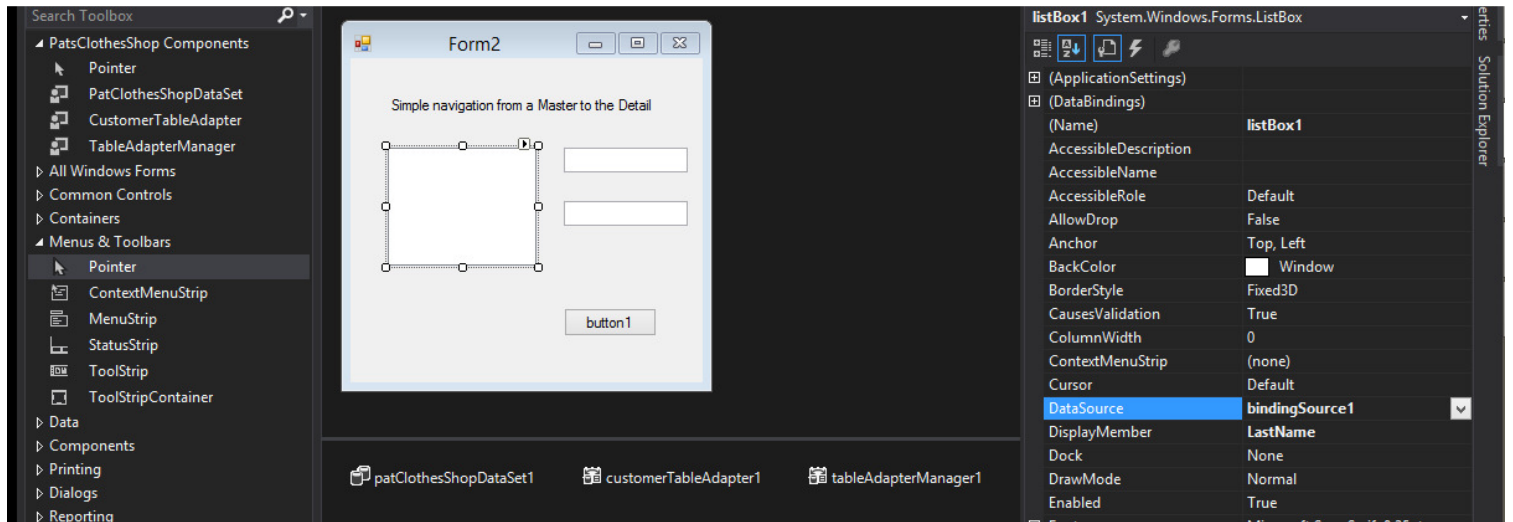 Search Toolbox
PatsClothesShop Components
Pointer
PatClothesShopDataSet
CustomerTableAdapter
TableAdapterManager
All Windows Forms
Common Controls
Containers
Menus & Toolbars
Pointer
ContextMenuStrip
MenuStrip
StatusStrip
ToolStrip
ToolStripContainer
Data
Components
Printing
Dialogs
Reporting
Form2
Simple navigation from a Master to the Detail
button1
patClothesShopDataSet1
customerTableAdapter1
tableAdapterManager1
listBox1 System.Windows.Forms.ListBox
(ApplicationSettings)
(DataBindings)
(Name) listBox1
AccessibleDescription
AccessibleName
AccessibleRole Default
AllowDrop False
Anchor Top, Left
BackColor Window
BorderStyle Fixed3D
CausesValidation True
ColumnWidth 0
ContextMenuStrip (none)
Cursor Default
DataSource bindingSource1
DisplayMember LastName
Dock None
DrawMode Normal
Enabled True
erties
Solution Explorer